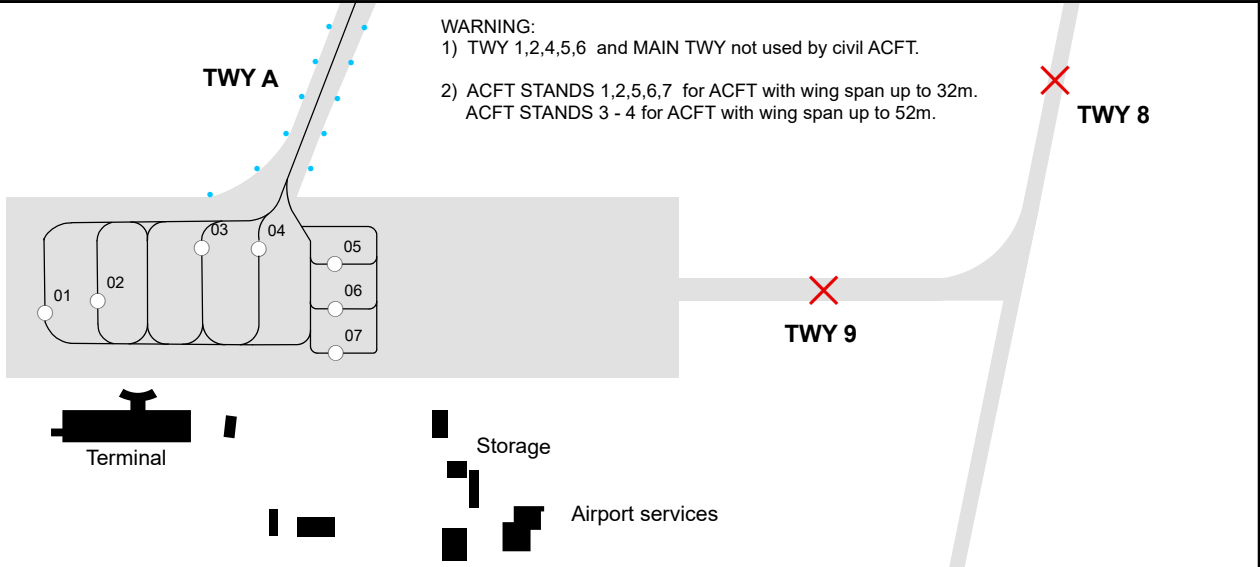 WARNING:
1) TWY 1,2,4,5,6 and MAIN TWY not used by civil ACFT.
2) ACFT STANDS 1,2,5,6,7 for ACFT with wing span up to 32m.
ACFT STANDS 3 - 4 for ACFT with wing span up to 52m.
TWY A
TWY 8
03
04
05
02
01
06
07
TWY 9
Terminal
Storage
Airport services